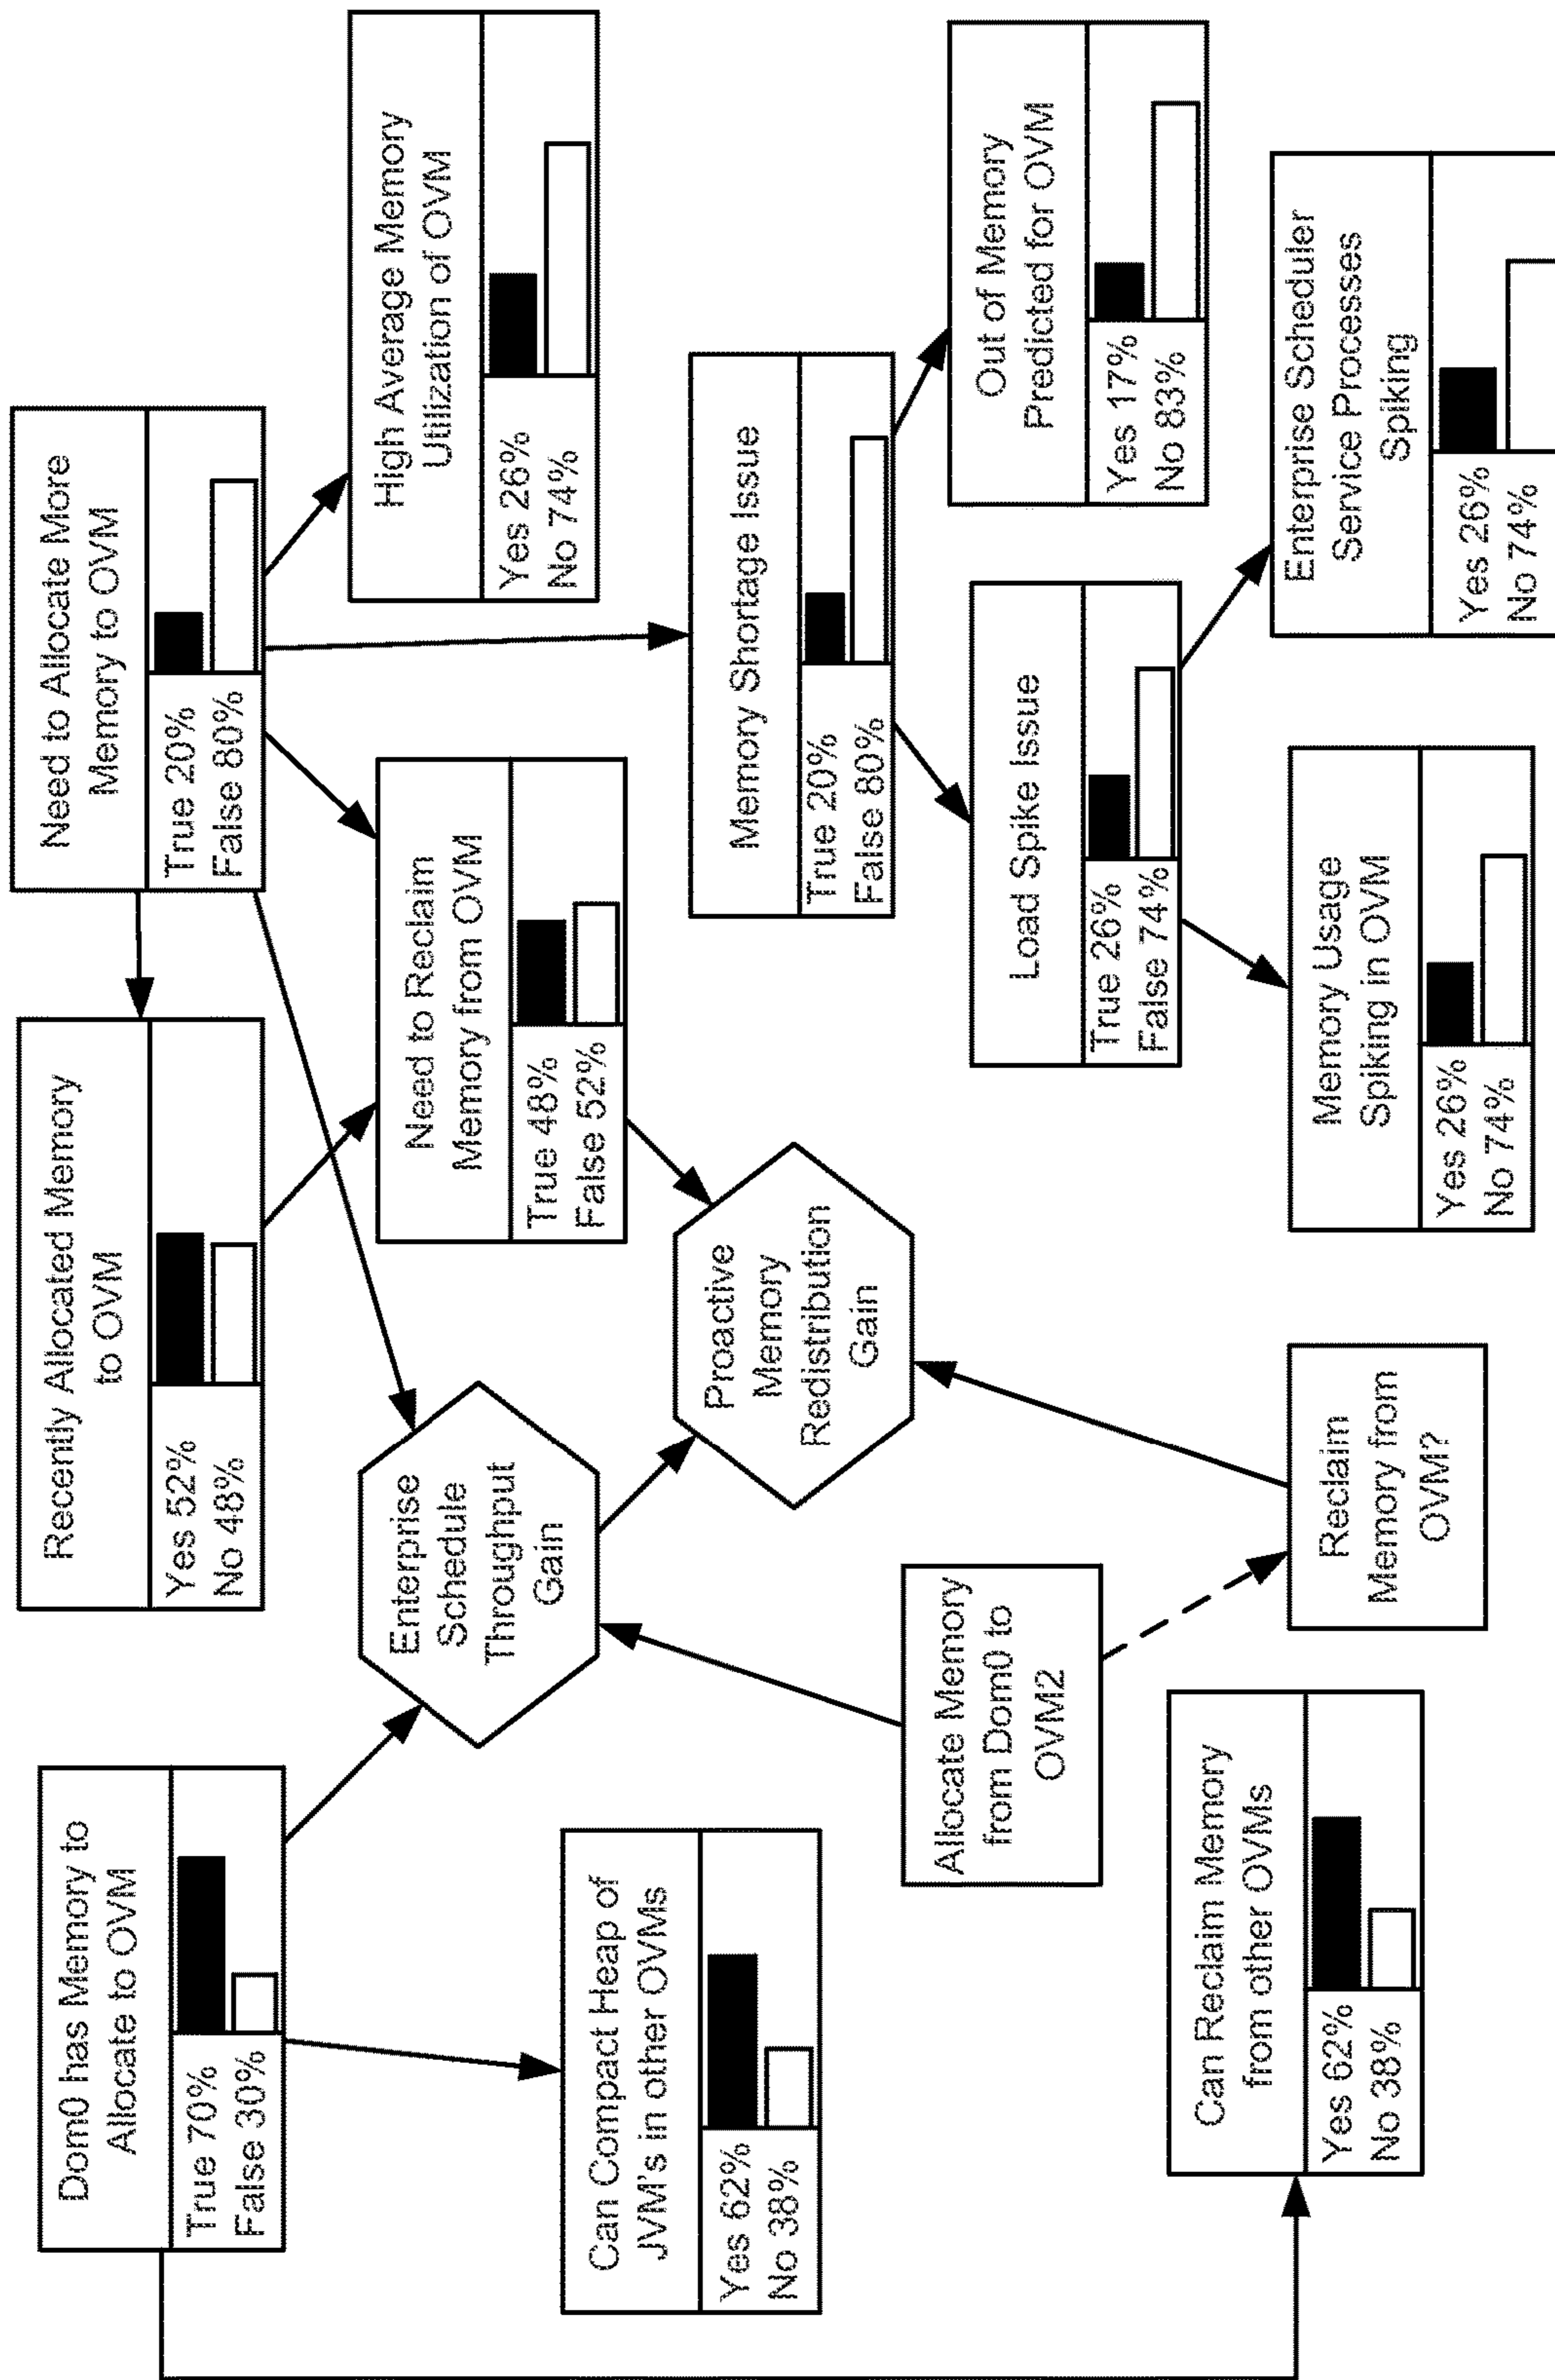 Dom0 has Memory to
Allocate to OVM
True 70%
False 30%
Recently Allocated Memory
to OVM
Yes 52%
No 48%
Need to Allocate More
Memory to OVM
True 20%
False 80%
Enterprise
Schedule
Throughput
Gain
Need to Reclaim
Memory from OVM
True 48%
False 52%
High Average Memory
Utilization of OVM
Yes 26%
No 74%
Can Compact Heap of
JVM's in other OVMs
Yes 62%
No 38%
Proactive
Memory
Redistribution
Gain
Memory Shortage Issue
True 20%
False 80%
Allocate Memory
from Dom0 to
OVM2
Load Spike Issue
True 26%
False 74%
Out of Memory
Predicted for OVM
Yes 17%
No 83%
Can Reclaim Memory
from other OVMs
Yes 62%
No 38%
Reclaim
Memory from
OVM?
Memory Usage
Spiking in OVM
Yes 26%
No 74%
Enterprise Scheduler
Service Processes
Spiking
Yes 26%
No 74%